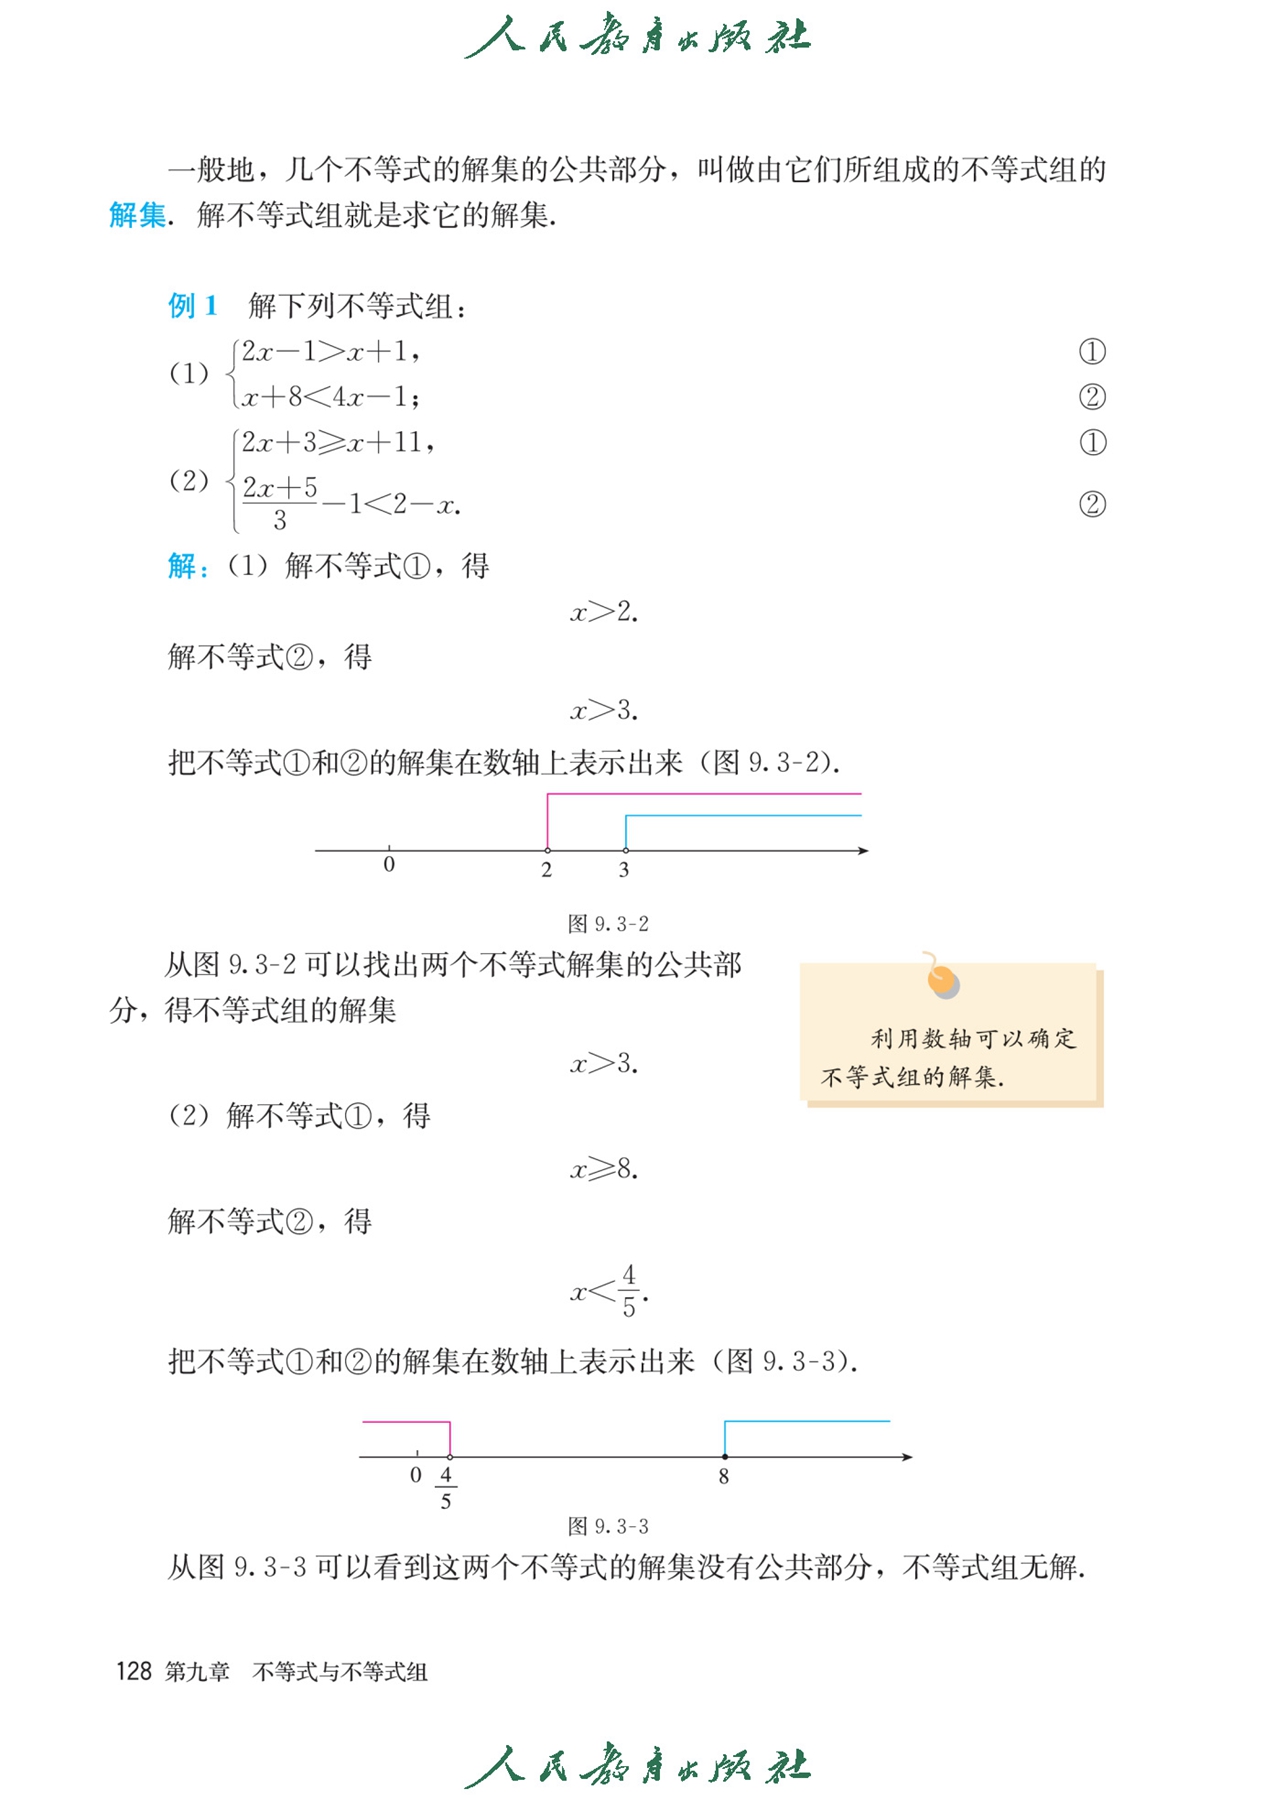 人民教育出版社
一般地，几个不等式的解集的公共部分，叫做由它们所组成的不等式组的
解集．解不等式组就是求它的解集．
例1 解下列不等式组：
（1）{2x－1＞x＋1， ①
x＋8＜4x－1； ②
（2）{2x＋3⩾x＋11， ①
(2x＋5)/3－1＜2－x． ②
解：（1）解不等式①，得
x＞2．
解不等式②，得
x＞3．
把不等式①和②的解集在数轴上表示出来（图 9.3-2）．
0 2 3
图 9.3-2
从图 9.3-2 可以找出两个不等式解集的公共部
分，得不等式组的解集
x＞3．
利用数轴可以确定
不等式组的解集．
（2）解不等式①，得
x⩾8．
解不等式②，得
x＜4/5．
把不等式①和②的解集在数轴上表示出来（图 9.3-3）．
0 4/5 8
图 9.3-3
从图 9.3-3 可以看到这两个不等式的解集没有公共部分，不等式组无解．
128 第九章 不等式与不等式组
人民教育出版社